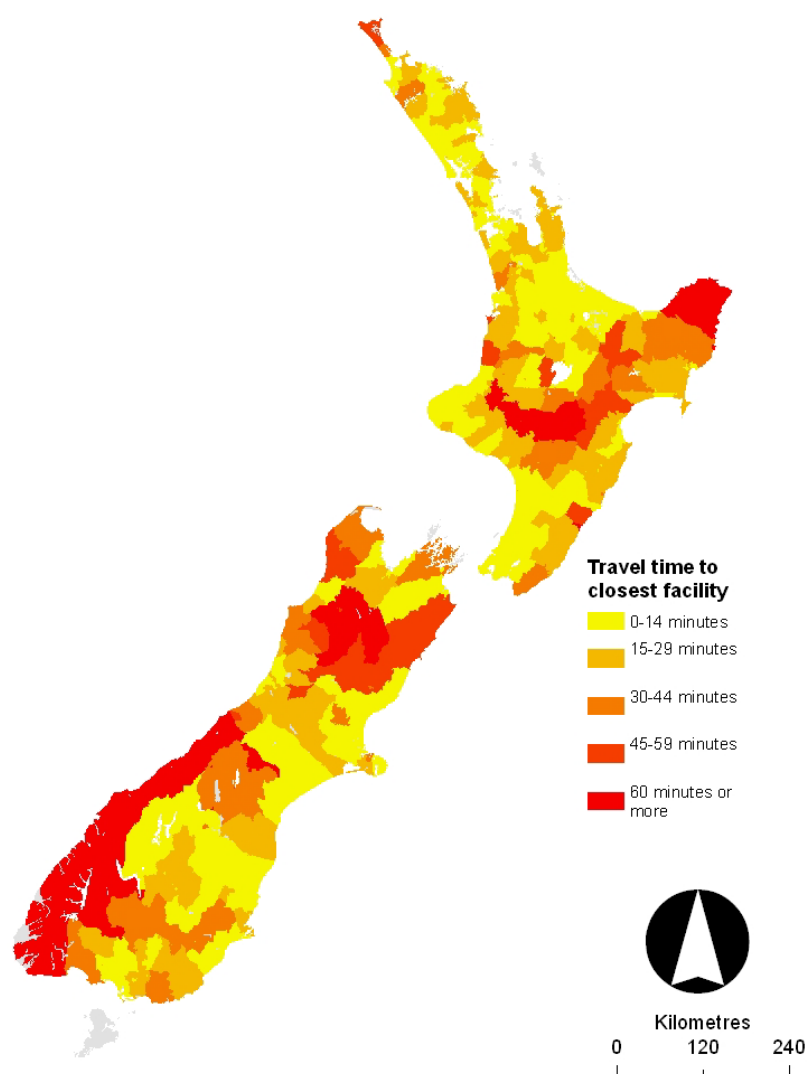 Travel time to
closest facility
0-14 minutes
15-29 minutes
30-44 minutes
45-59 minutes
60 minutes or
more
Kilometres
0 120 240